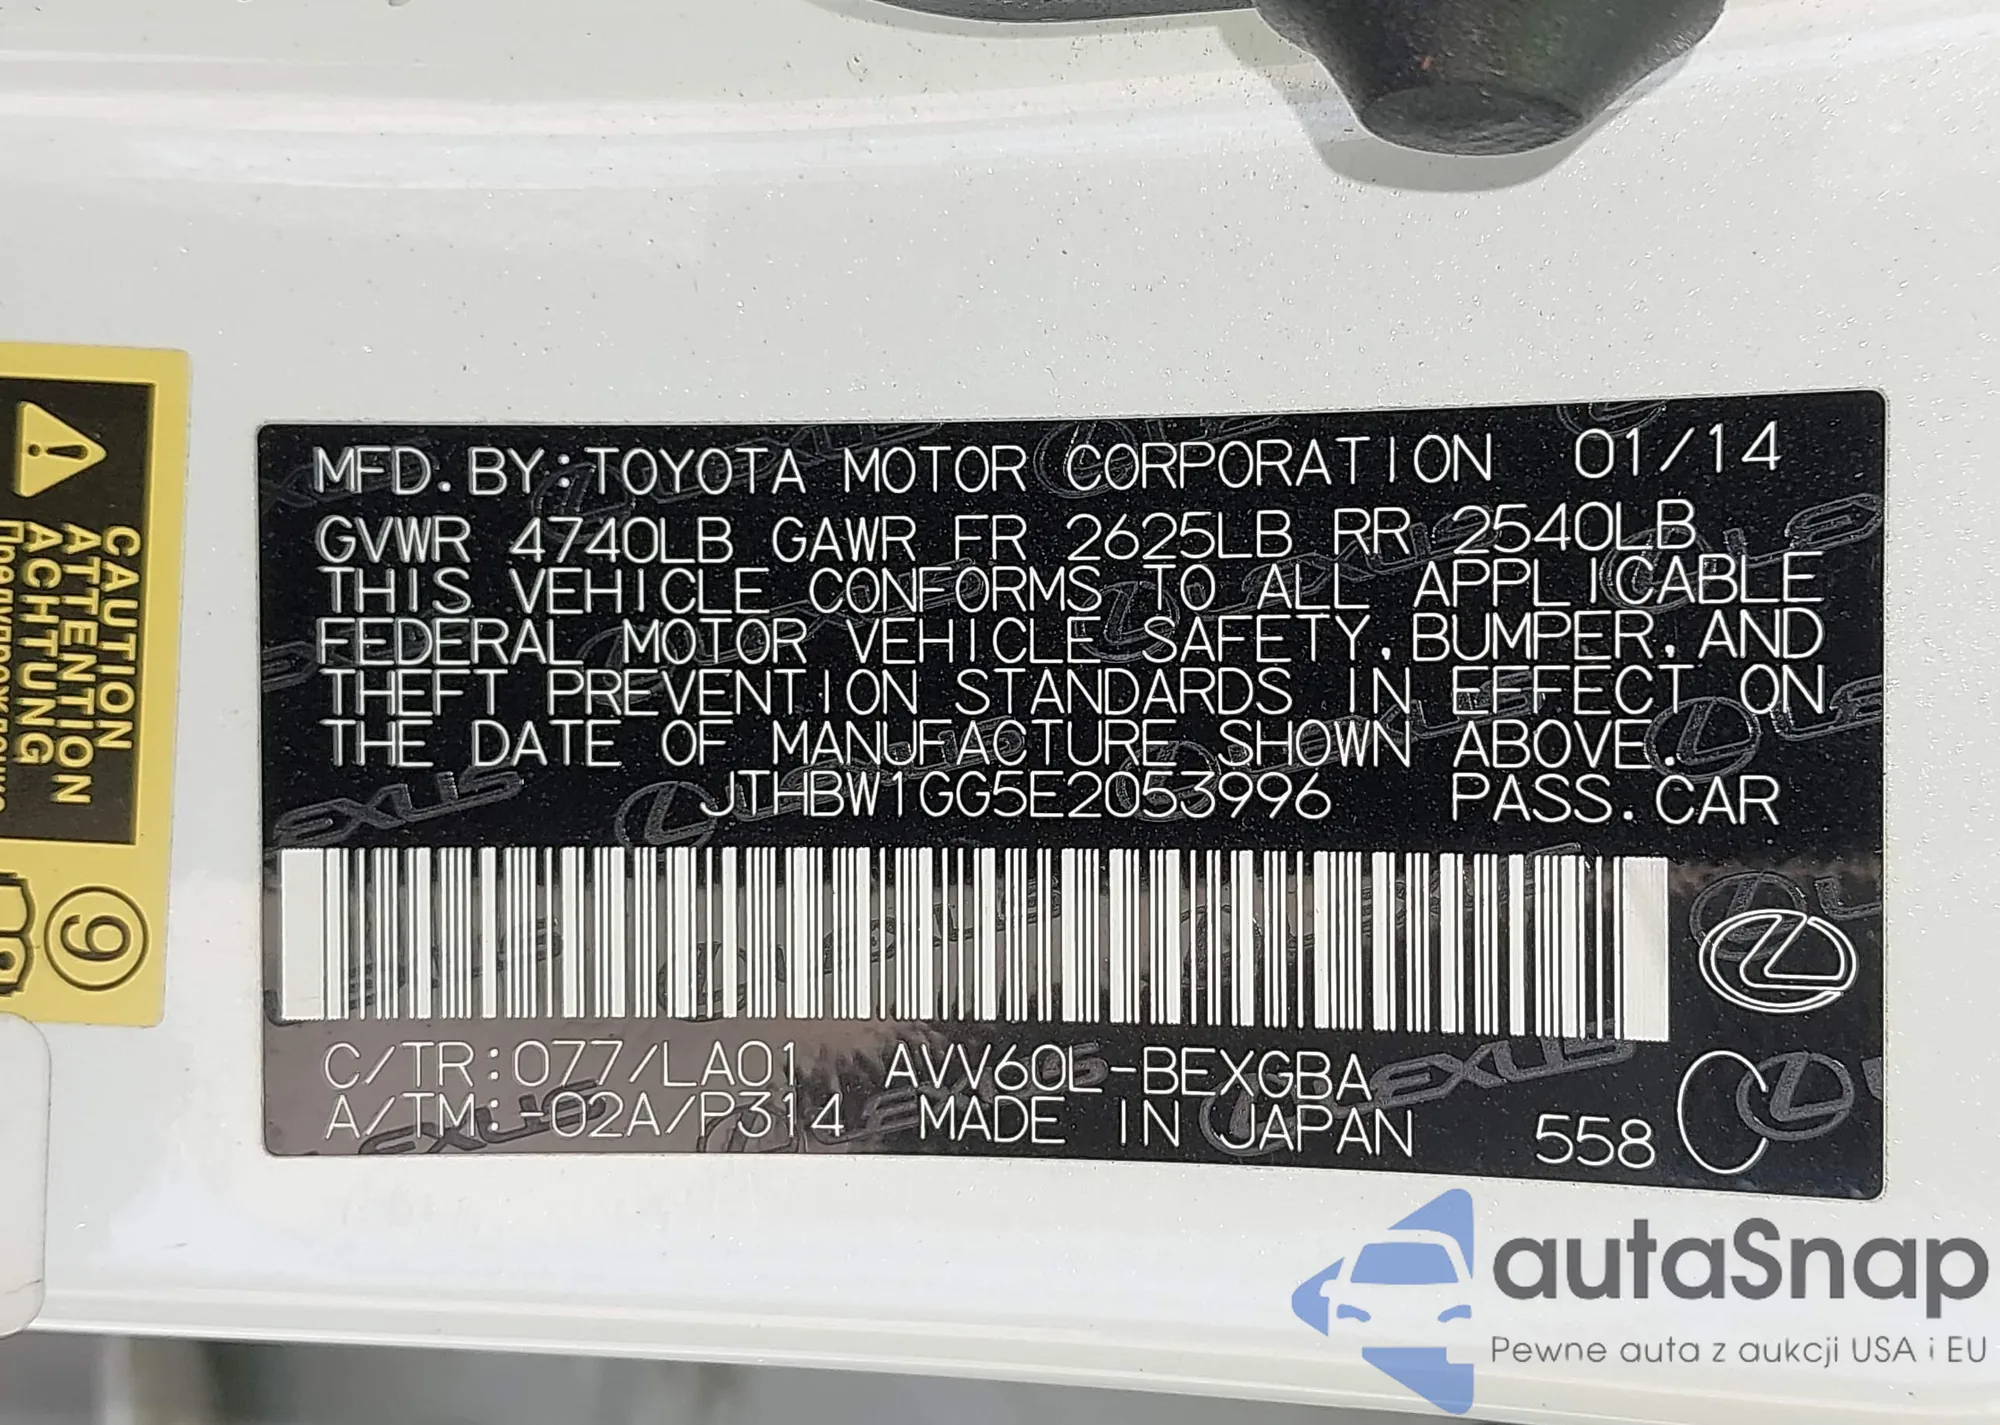 MFD. BY:TOYOTA MOTOR CORPORATION 01/14
GVWR 4740LB GAWR FR 2625LB RR 2540LB
THIS VEHICLE CONFORMS TO ALL APPLICABLE
FEDERAL MOTOR VEHICLE SAFETY, BUMPER, AND
THEFT PREVENTION STANDARDS IN EFFECT ON
THE DATE OF MANUFACTURE SHOWN ABOVE.
JTHBW1GG5E2053996 PASS. CAR
C/TR:077/LA01 AVV60L-BEXGBA
A/TM:-02A/P314 MADE IN JAPAN 558
CAUTION
ATTENTION
ACHTUNG
9
autaSnap
Pewne auta z aukcji USA i EU